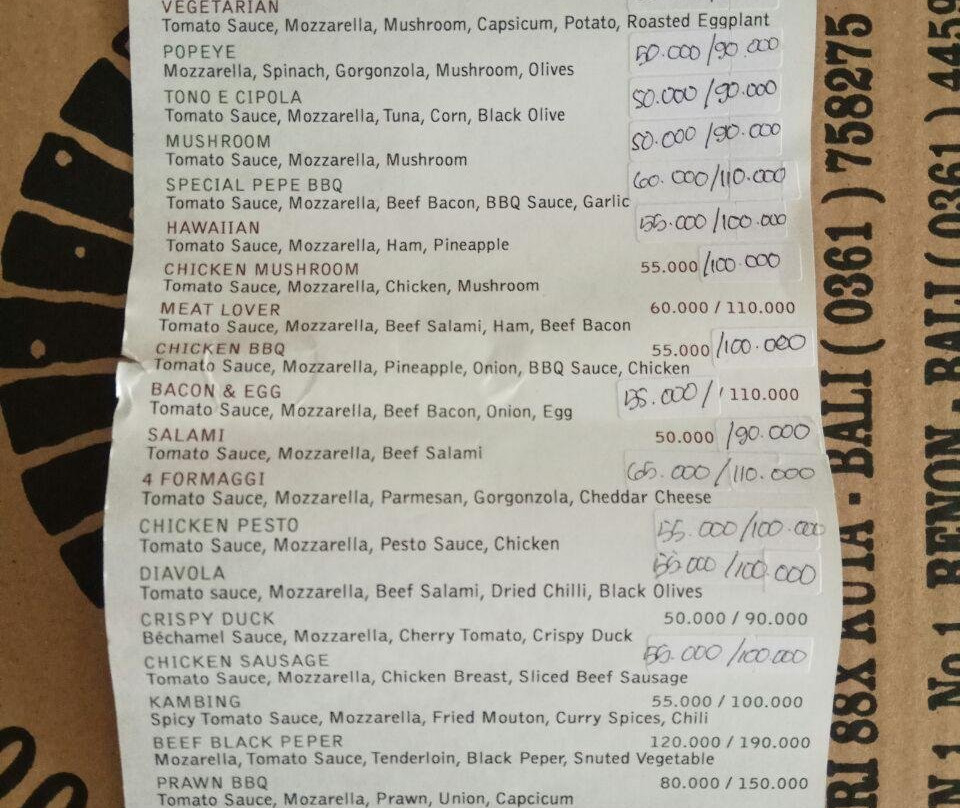 VEGETARIAN
Tomato Sauce, Mozzarella, Mushroom, Capsicum, Potato, Roasted Eggplant
POPEYE 50.000/90.000
Mozzarella, Spinach, Gorgonzola, Mushroom, Olives
TONO E CIPOLA 50.000/90.000
Tomato Sauce, Mozzarella, Tuna, Corn, Black Olive
MUSHROOM 50.000/90.000
Tomato Sauce, Mozzarella, Mushroom
SPECIAL PEPE BBQ 60.000/110.000
Tomato Sauce, Mozzarella, Beef Bacon, BBQ Sauce, Garlic
HAWAIIAN 55.000/100.000
Tomato Sauce, Mozzarella, Ham, Pineapple
CHICKEN MUSHROOM 55.000/100.000
Tomato Sauce, Mozzarella, Chicken, Mushroom
MEAT LOVER 60.000 / 110.000
Tomato Sauce, Mozzarella, Beef Salami, Ham, Beef Bacon
CHICKEN BBQ 55.000/100.000
Tomato Sauce, Mozzarella, Pineapple, Onion, BBQ Sauce, Chicken
BACON & EGG 55.000 / 110.000
Tomato Sauce, Mozzarella, Beef Bacon, Onion, Egg
SALAMI 50.000 /90.000
Tomato Sauce, Mozzarella, Beef Salami
4 FORMAGGI 65.000/110.000
Tomato Sauce, Mozzarella, Parmesan, Gorgonzola, Cheddar Cheese
CHICKEN PESTO 55.000/100.000
Tomato Sauce, Mozzarella, Pesto Sauce, Chicken
DIAVOLA 55.000/100.000
Tomato sauce, Mozzarella, Beef Salami, Dried Chilli, Black Olives
CRISPY DUCK 50.000 / 90.000
Béchamel Sauce, Mozzarella, Cherry Tomato, Crispy Duck
CHICKEN SAUSAGE 55.000/100.000
Tomato Sauce, Mozzarella, Chicken Breast, Sliced Beef Sausage
KAMBING 55.000 / 100.000
Spicy Tomato Sauce, Mozzarella, Fried Mouton, Curry Spices, Chili
BEEF BLACK PEPER 120.000 / 190.000
Mozarella, Tomato Sauce, Tenderloin, Black Peper, Snuted Vegetable
PRAWN BBQ 80.000 / 150.000
Tomato Sauce, Mozzarella, Prawn, Union, Capcicum
RI 88X KUTA - BALI ( 0361 ) 758275
N 1 No.1 BENON - BALI ( 0361 ) 4459